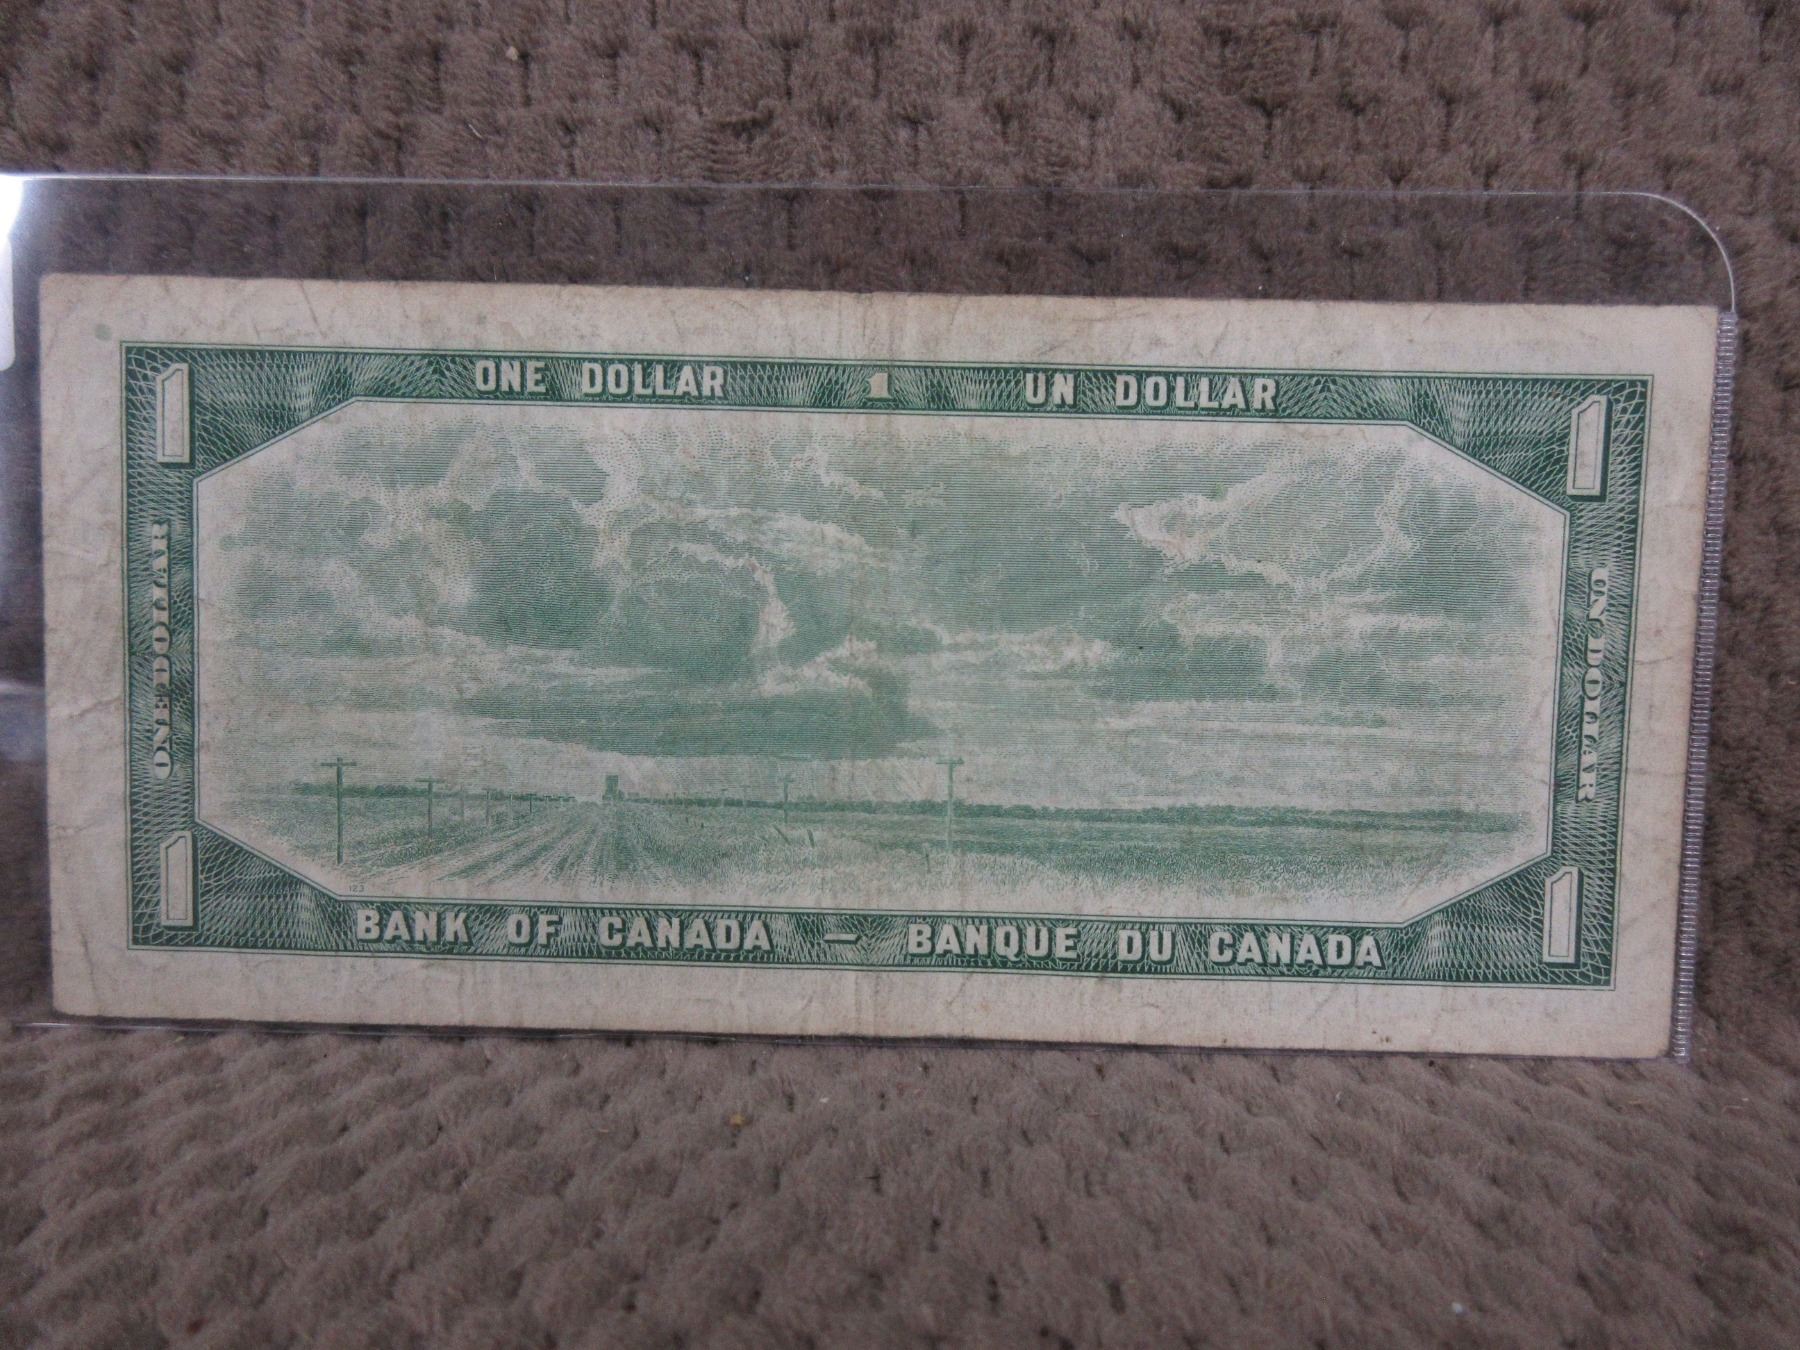 ONE DOLLAR 1 UN DOLLAR
1 1
ONE DOLLAR
UN DOLLAR
1 1
123
BANK OF CANADA — BANQUE DU CANADA